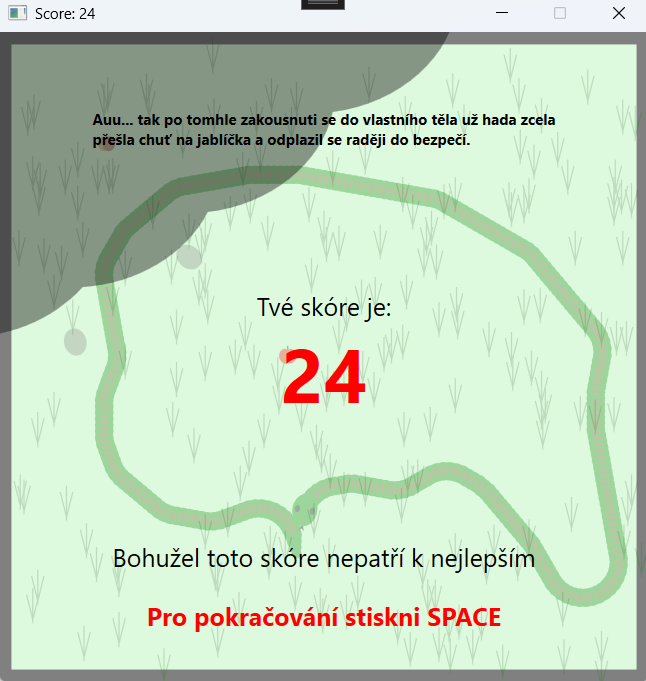 Score: 24
Auu... tak po tomhle zakousnuti se do vlastního těla už hada zcela
přešla chuť na jablíčka a odplazil se raději do bezpečí.
Tvé skóre je:
24
Bohužel toto skóre nepatří k nejlepším
Pro pokračování stiskni SPACE